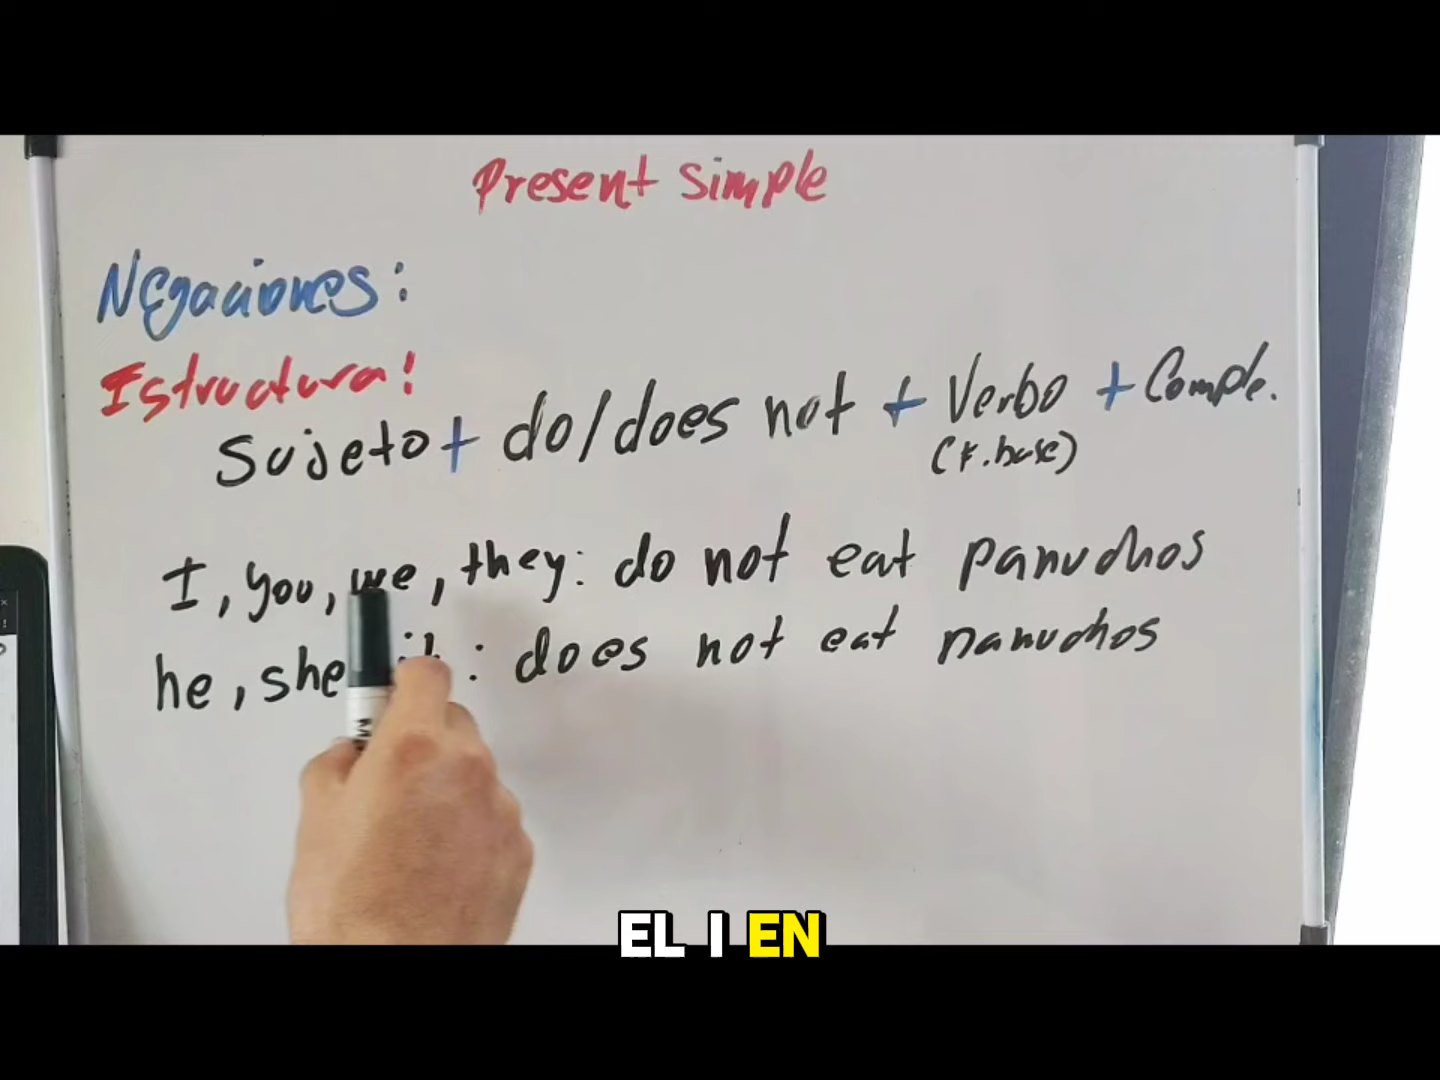 Present simple
Negaciones:
Estructura:
Sujeto + do/does not + Verbo + Comple.
(f.base)
I, you, we, they: do not eat panuchos
he, she, it: does not eat panuchos
EL I EN